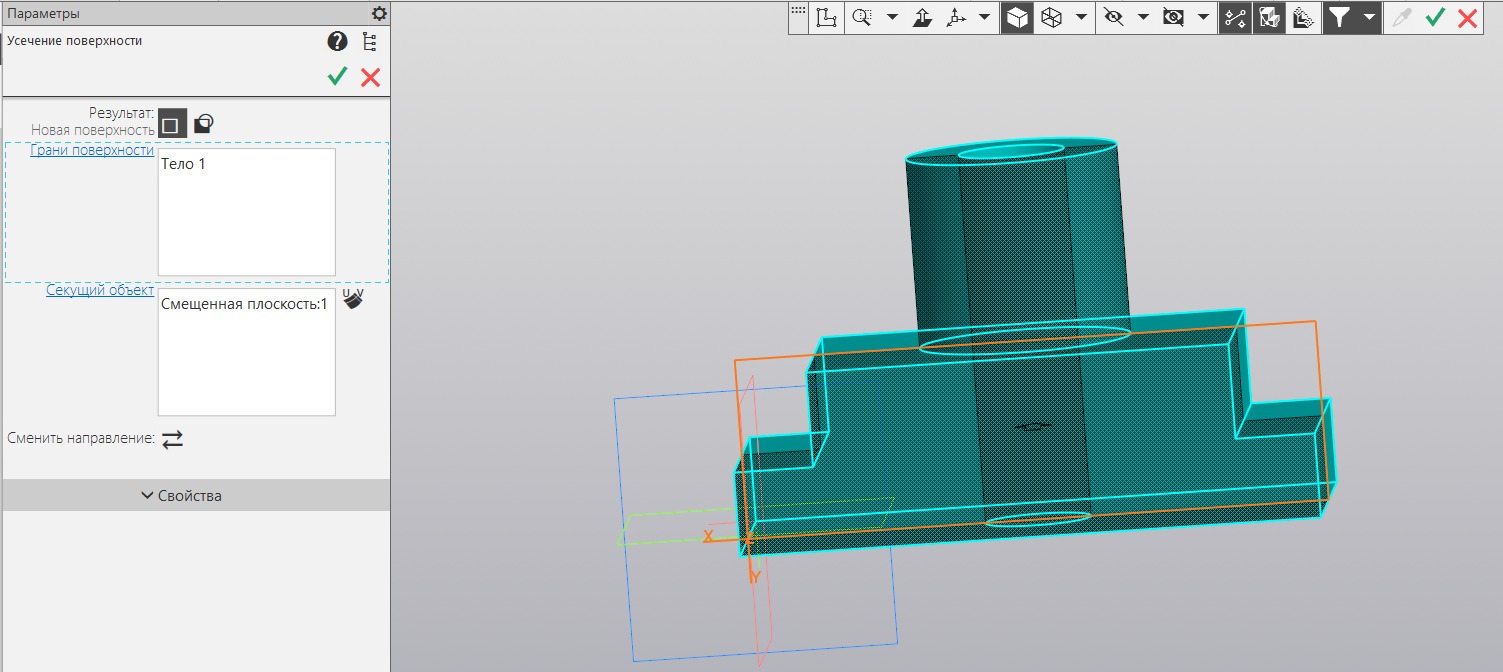 Параметры
Усечение поверхности
?
Результат:
Новая поверхность
Грани поверхности
Тело 1
Секущий объект
Смещенная плоскость:1
U V
Сменить направление:
Свойства
X
Z
Y